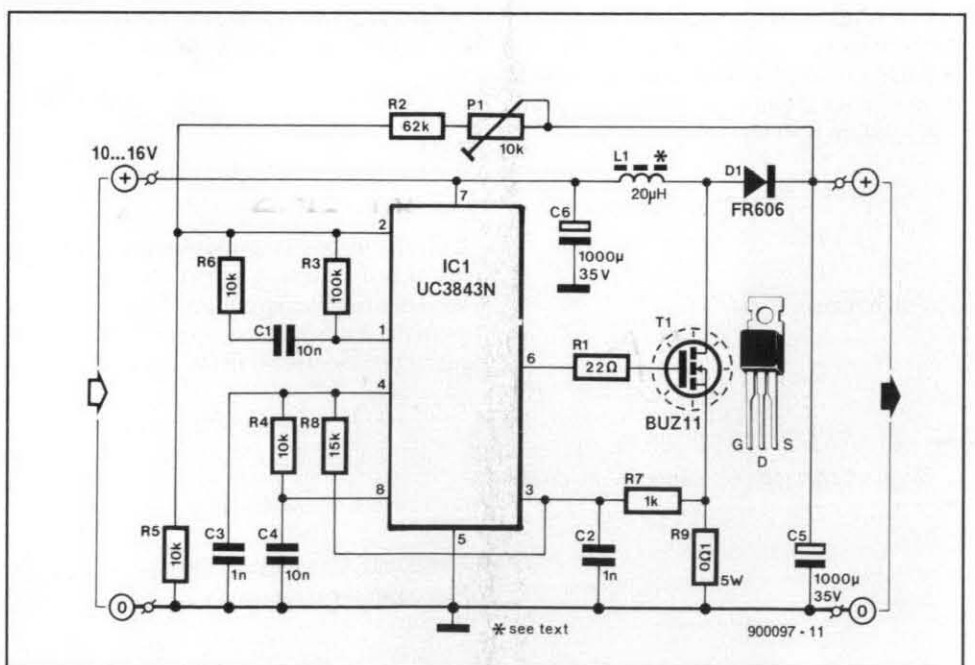 R2
P1
62k
10k
10...16V
L1
*
D1
+
+
20µH
FR606
7
2
C6
R6
R3
IC1
1000µ
35V
10k
100k
UC3843N
C1
10n
1
T1
6
R1
22Ω
4
BUZ11
R4
R8
G
D
S
10k
15k
R7
8
3
1k
R5
C3
C4
5
C2
R9
C5
10k
1n
10n
1n
0Ω1
5W
1000µ
35V
0
* see text
900097 - 11
0